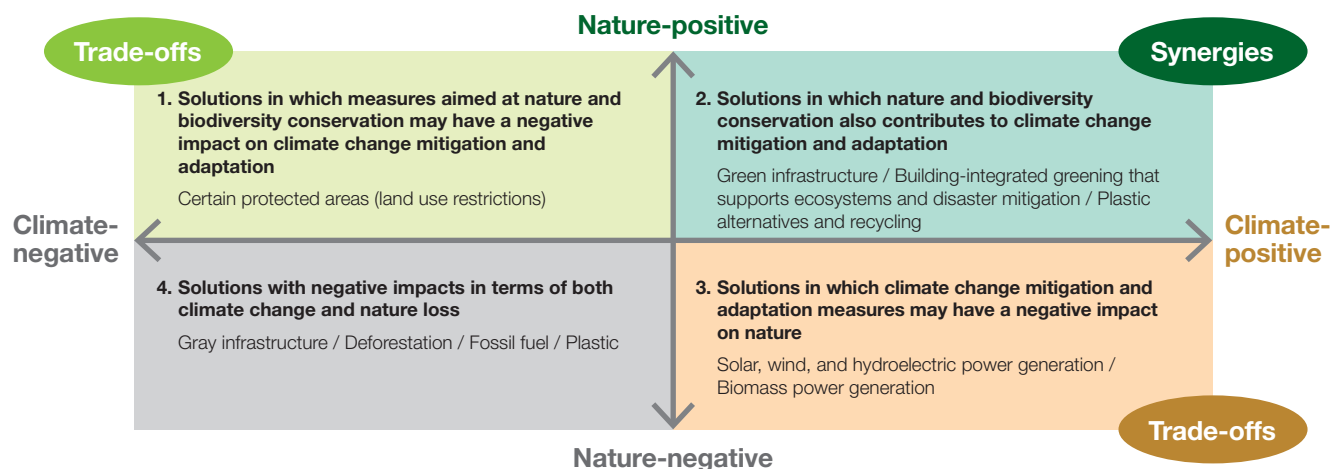 Nature-positive
Trade-offs
Synergies
1. Solutions in which measures aimed at nature and
biodiversity conservation may have a negative
impact on climate change mitigation and
adaptation
Certain protected areas (land use restrictions)
2. Solutions in which nature and biodiversity
conservation also contributes to climate change
mitigation and adaptation
Green infrastructure / Building-integrated greening that
supports ecosystems and disaster mitigation / Plastic
alternatives and recycling
Climate-
negative
Climate-
positive
4. Solutions with negative impacts in terms of both
climate change and nature loss
Gray infrastructure / Deforestation / Fossil fuel / Plastic
3. Solutions in which climate change mitigation and
adaptation measures may have a negative impact
on nature
Solar, wind, and hydroelectric power generation /
Biomass power generation
Trade-offs
Nature-negative